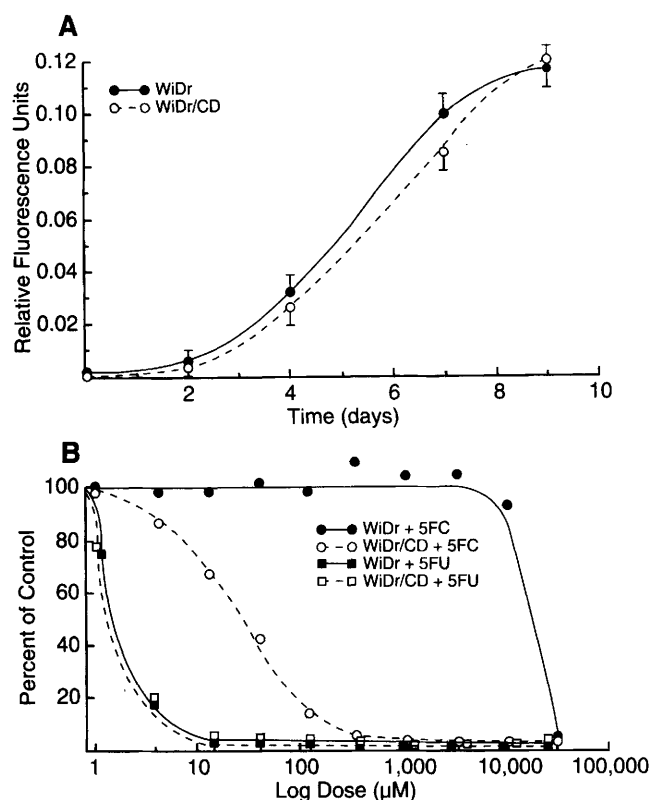 A
0.12
0.10
0.08
0.06
0.04
0.02
Relative Fluorescence Units
WiDr
WiDr/CD
2 4 6 8 10
Time (days)
B
100
80
60
40
20
Percent of Control
WiDr + 5FC
WiDr/CD + 5FC
WiDr + 5FU
WiDr/CD + 5FU
1 10 100 1,000 10,000 100,000
Log Dose (µM)